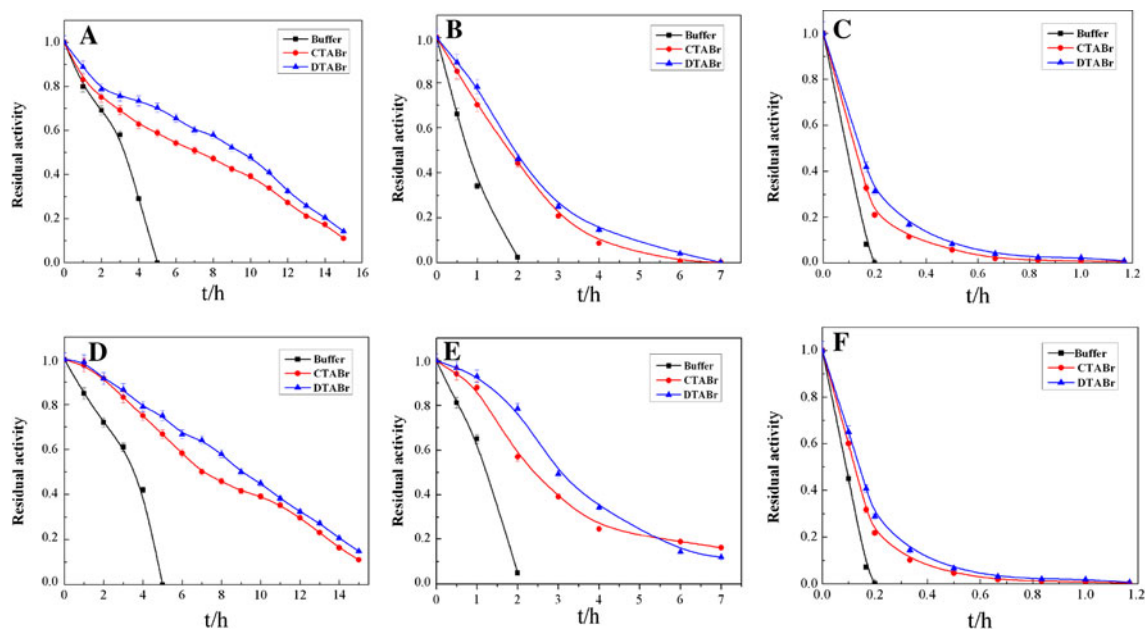 A
Buffer
CTABr
DTABr
Residual activity
1.0
0.8
0.6
0.4
0.2
0.0
0 2 4 6 8 10 12 14 16
t/h
B
Buffer
CTABr
DTABr
Residual activity
1.0
0.8
0.6
0.4
0.2
0.0
0 1 2 3 4 5 6 7
t/h
C
Buffer
CTABr
DTABr
Residual activity
1.0
0.8
0.6
0.4
0.2
0.0
0.0 0.2 0.4 0.6 0.8 1.0 1.2
t/h
D
Buffer
CTABr
DTABr
Residual activity
1.0
0.8
0.6
0.4
0.2
0.0
0 2 4 6 8 10 12 14
t/h
E
Buffer
CTABr
DTABr
Residual activity
1.0
0.8
0.6
0.4
0.2
0.0
0 1 2 3 4 5 6 7
t/h
F
Buffer
CTABr
DTABr
Residual activity
1.0
0.8
0.6
0.4
0.2
0.0
0.0 0.2 0.4 0.6 0.8 1.0 1.2
t/h